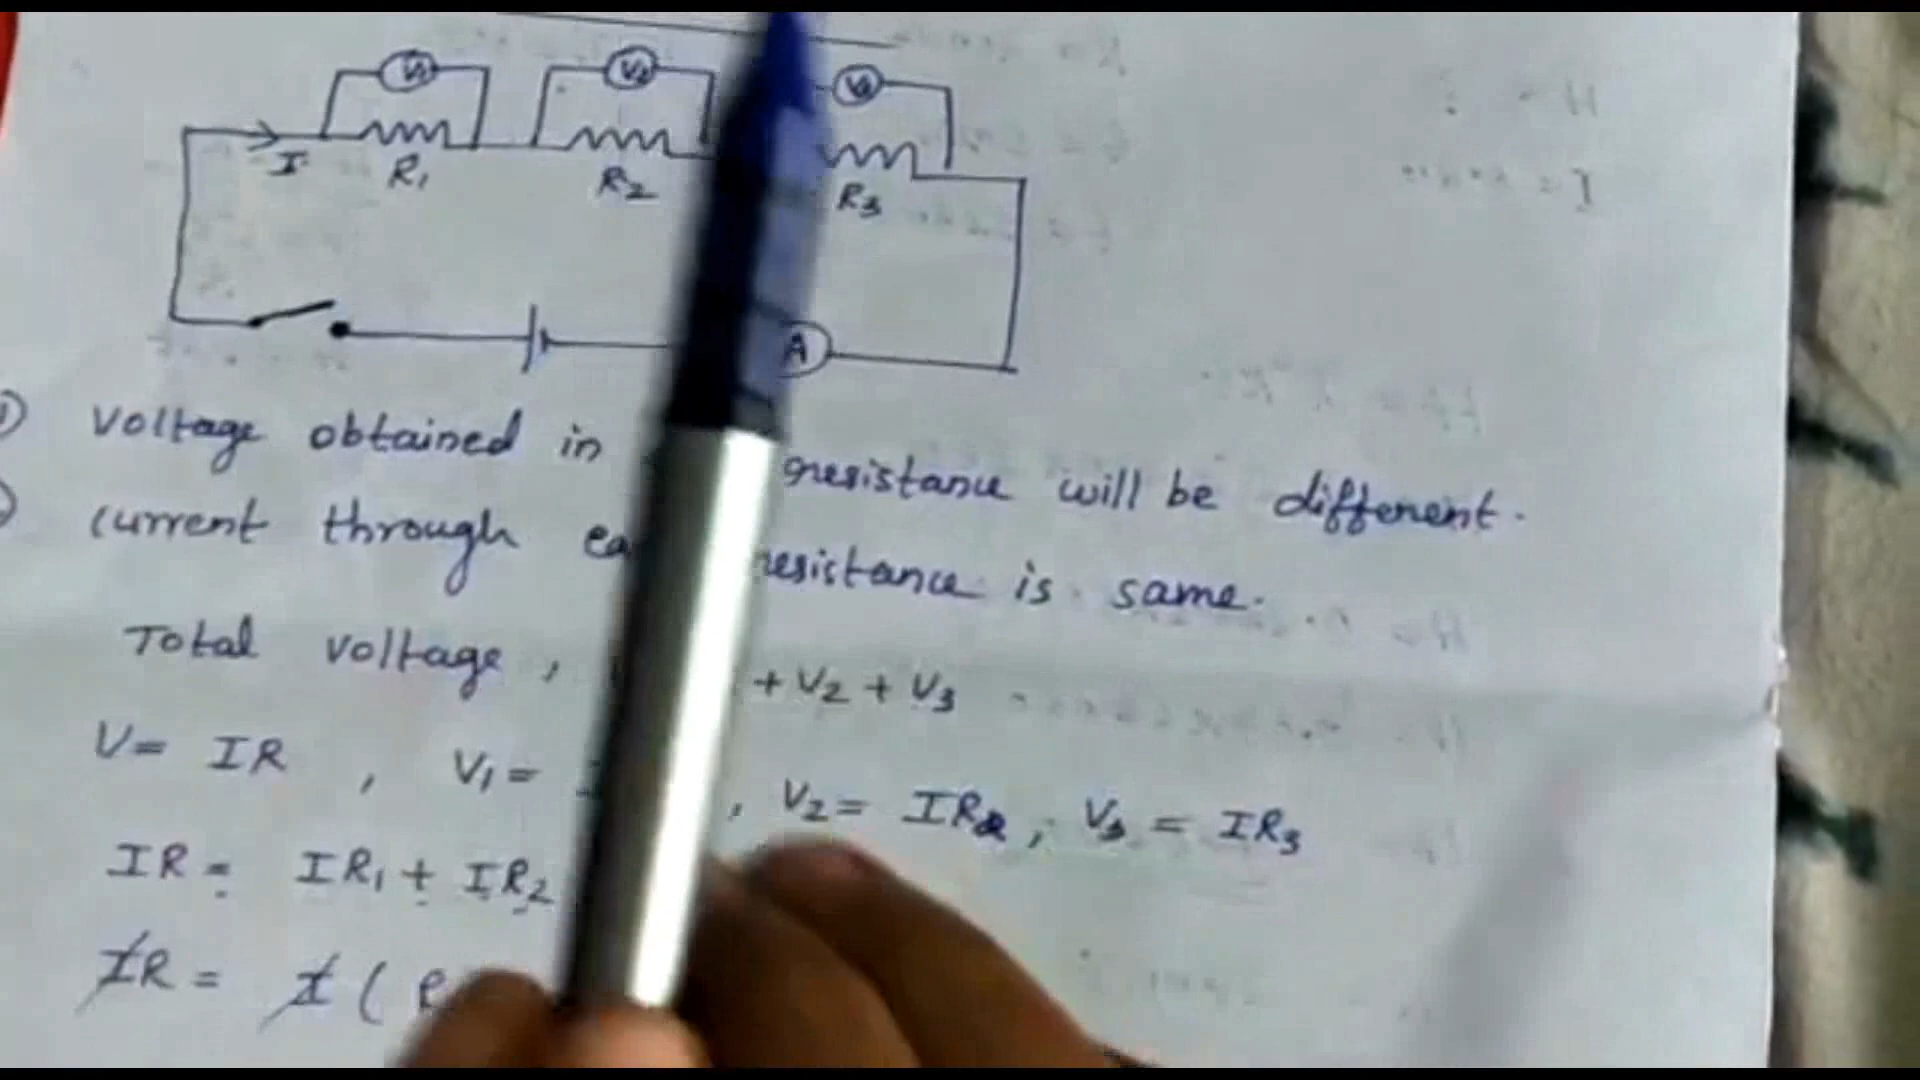 V1 V2 V3
I R1 R2 R3
A
Voltage obtained in resistance will be different.
current through resistance is same.
Total voltage, + V2 + V3
V = IR , V1 = , V2 = IR2 , V3 = IR3
IR = IR1 + IR2
IR = I (